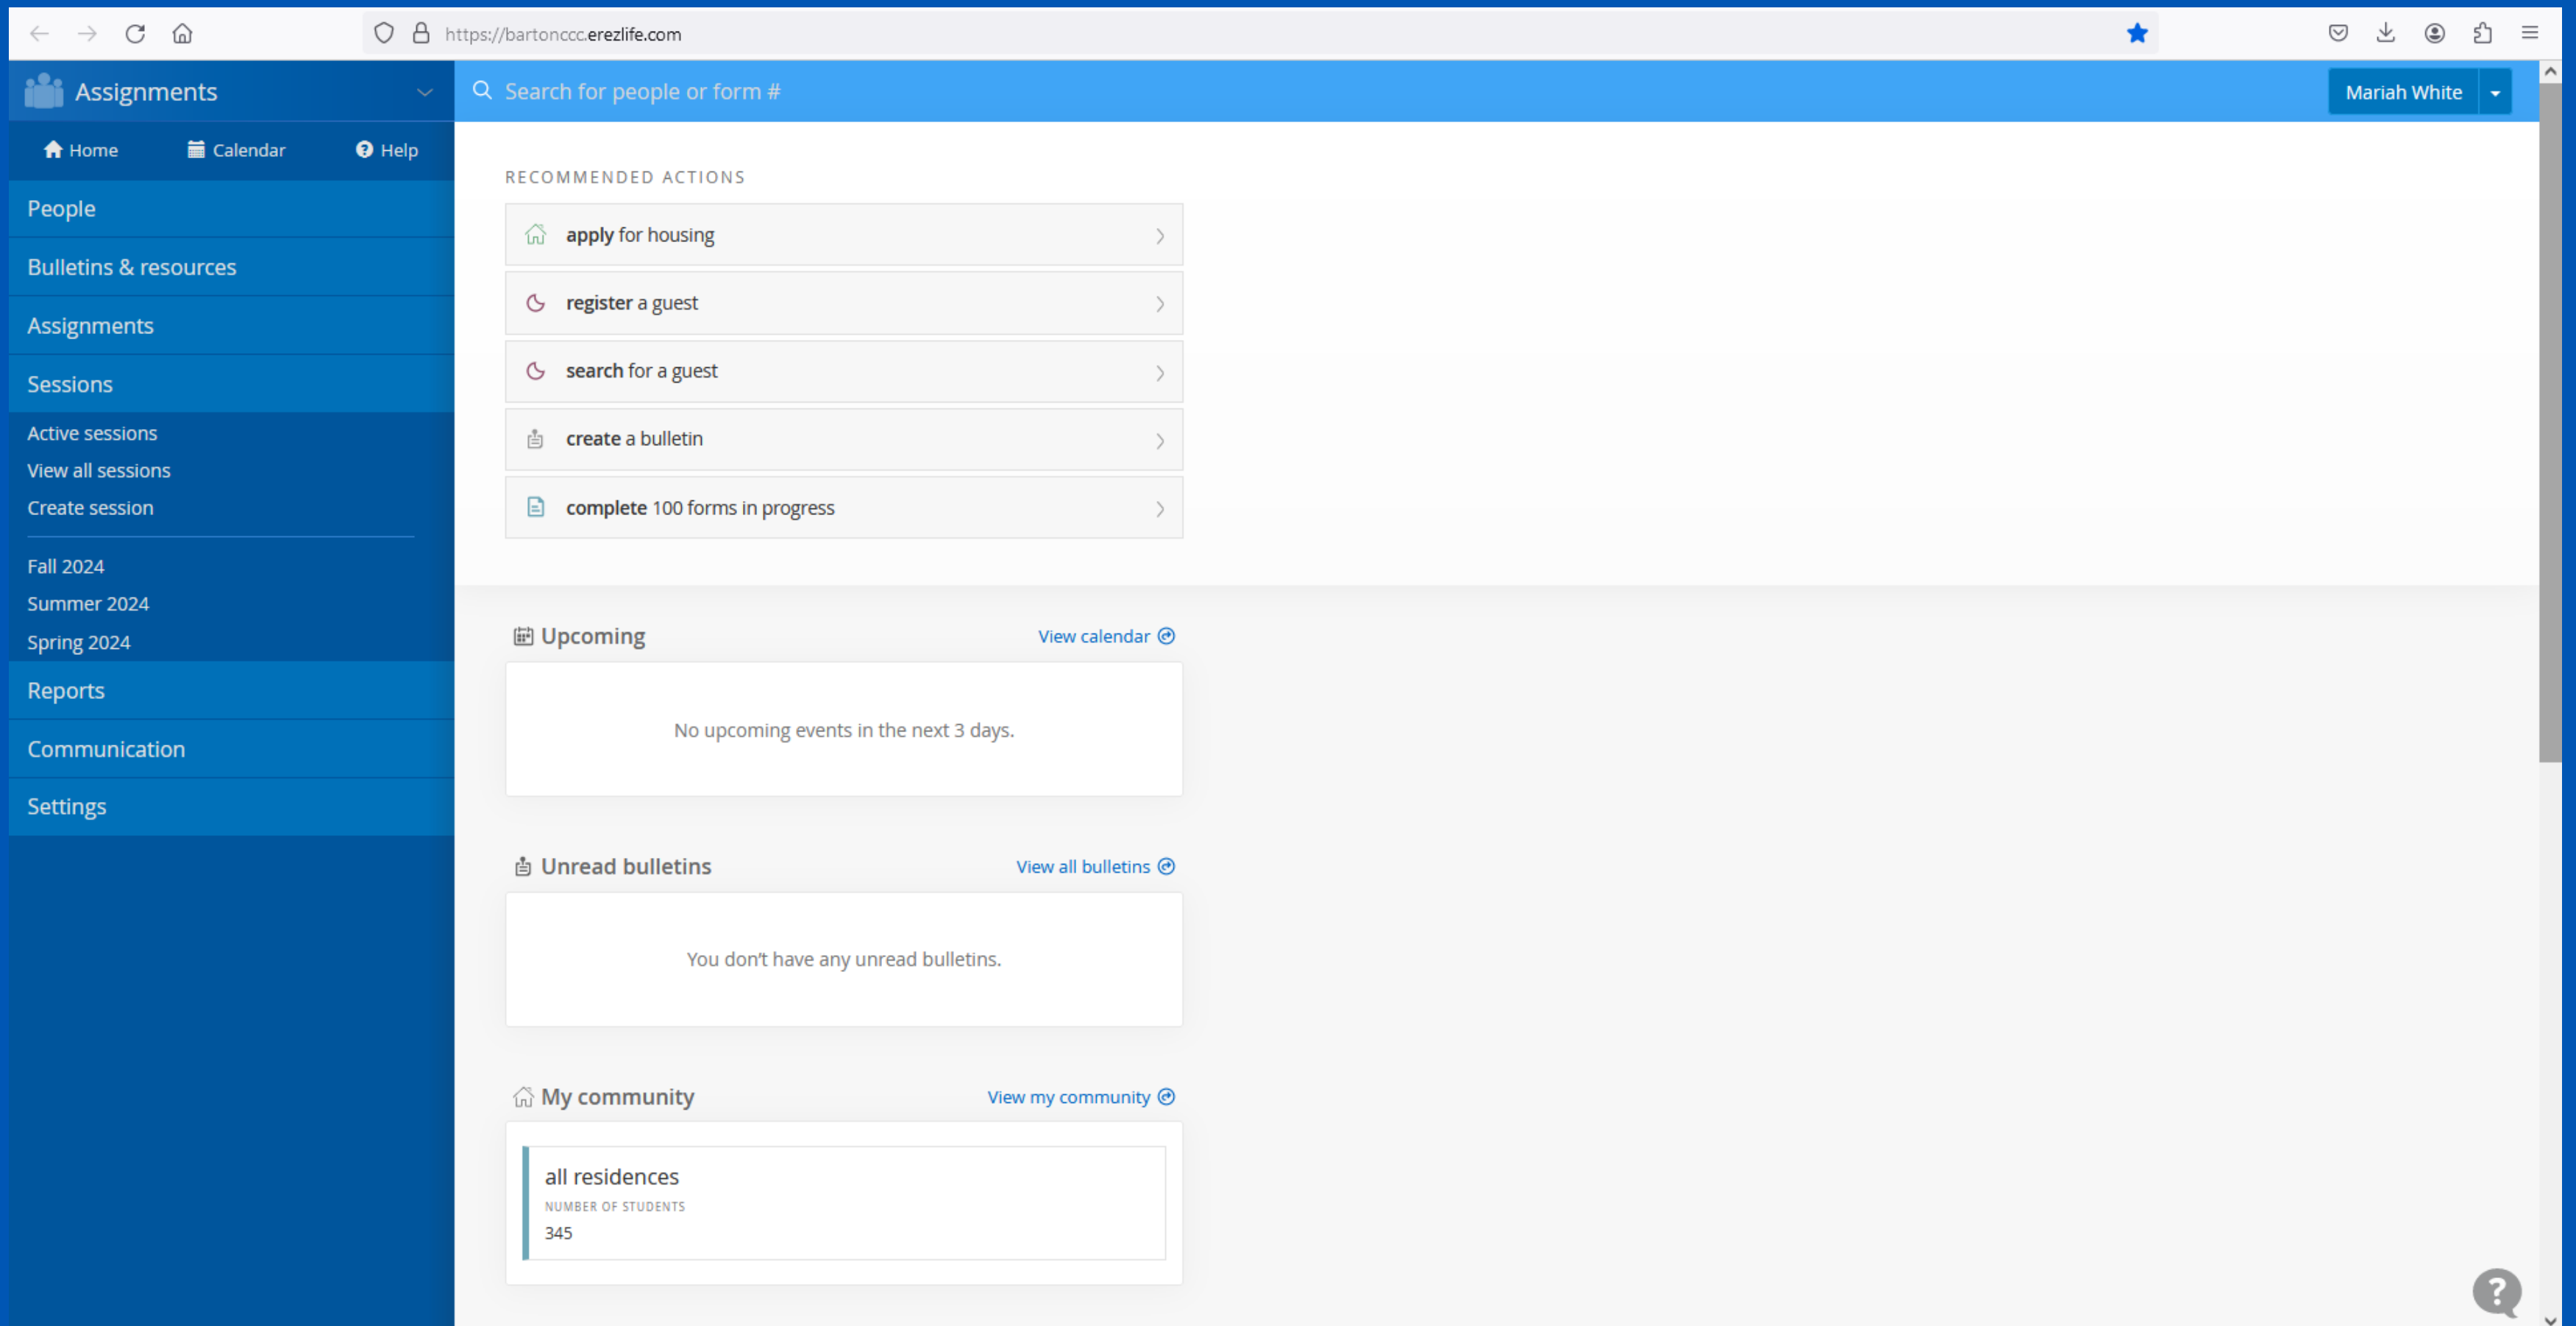 https://bartonccc.erezlife.com
Assignments
Search for people or form #
Mariah White
Home
Calendar
Help
People
Bulletins & resources
Assignments
Sessions
Active sessions
View all sessions
Create session
Fall 2024
Summer 2024
Spring 2024
Reports
Communication
Settings
RECOMMENDED ACTIONS
apply for housing
register a guest
search for a guest
create a bulletin
complete 100 forms in progress
Upcoming
View calendar
No upcoming events in the next 3 days.
Unread bulletins
View all bulletins
You don't have any unread bulletins.
My community
View my community
all residences
NUMBER OF STUDENTS
345
?